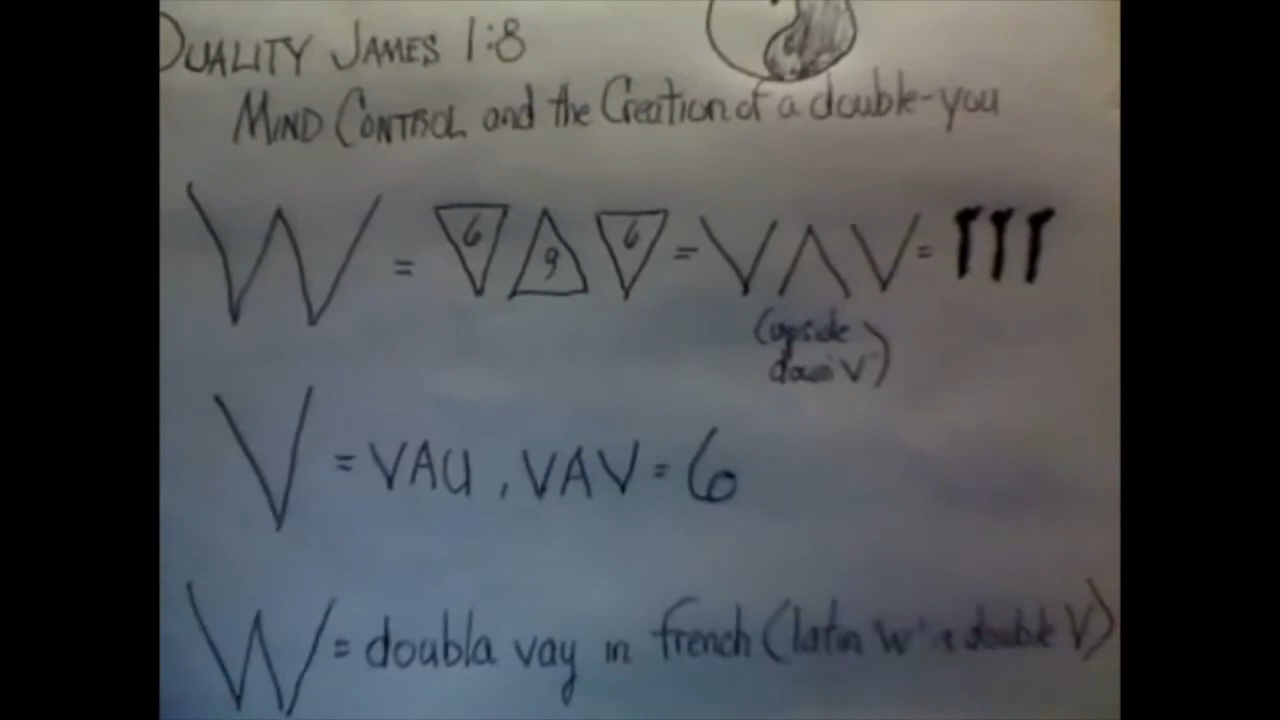 DUALITY JAMES 1:8
MIND CONTROL and the Creation of a double-you
W = 6 9 6 = V Λ V = ווו
(upside
down V)
V = VAU, VAV = 6
W = doubla vay in french (latin W is double V)